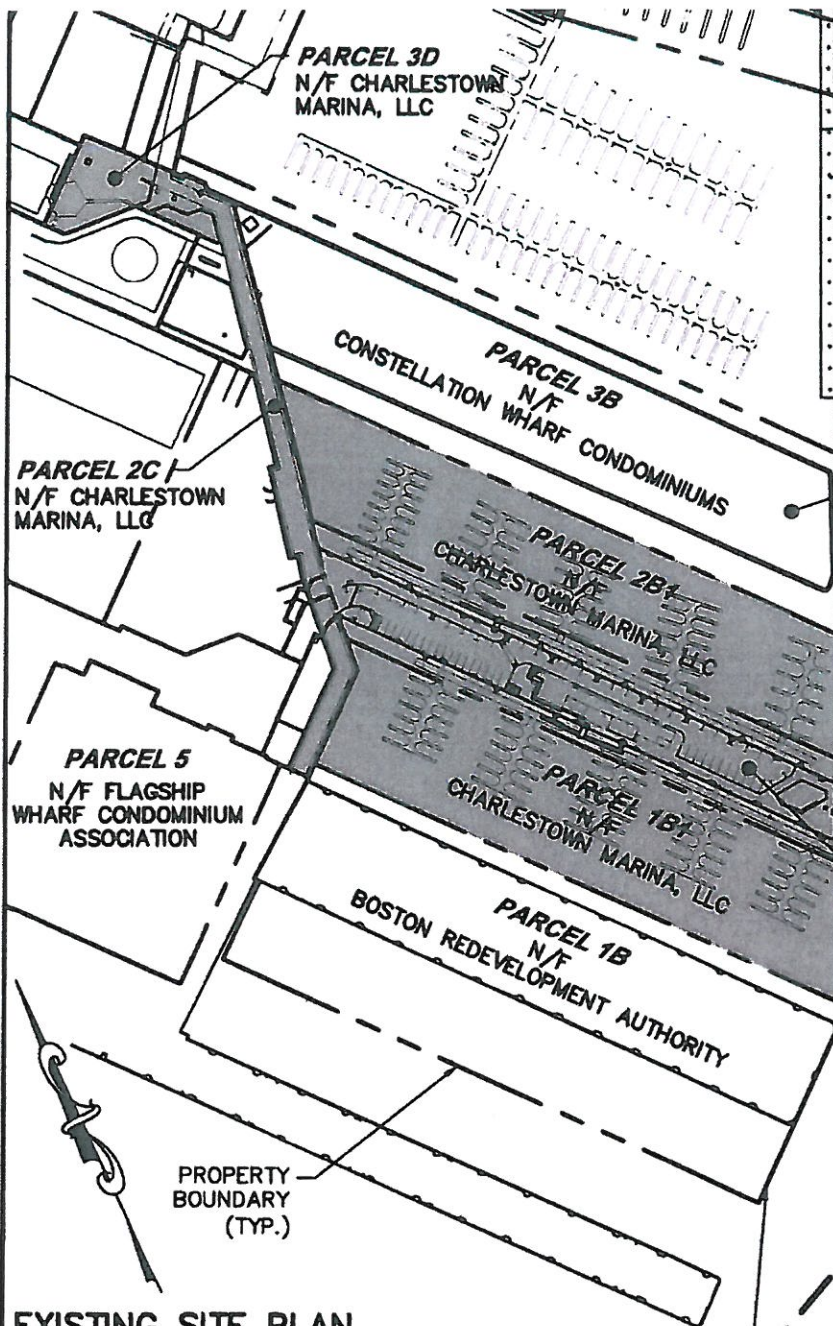 PARCEL 3D
N/F CHARLESTOWN
MARINA, LLC
PARCEL 3B
N/F
CONSTELLATION WHARF CONDOMINIUMS
PARCEL 2C
N/F CHARLESTOWN
MARINA, LLC
PARCEL 2B1
N/F
CHARLESTOWN MARINA, LLC
PARCEL 5
N/F FLAGSHIP
WHARF CONDOMINIUM
ASSOCIATION
PARCEL 1B1
N/F
CHARLESTOWN MARINA, LLC
PARCEL 1B
N/F
BOSTON REDEVELOPMENT AUTHORITY
PROPERTY
BOUNDARY
(TYP.)
EXISTING SITE PLAN